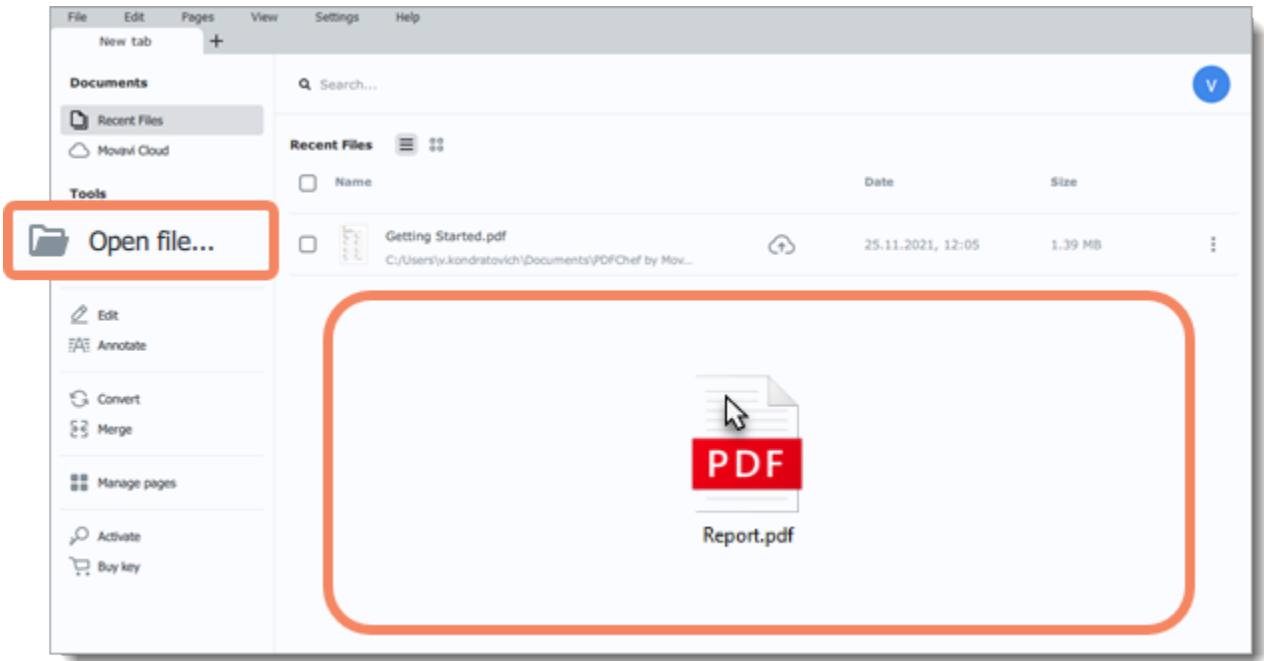 File Edit Pages View Settings Help
New tab +
Documents
Search...
V
Recent Files
Movavi Cloud
Recent Files
Name Date Size
Tools
Open file...
Getting Started.pdf
C:/Users\v.kondratovich\Documents\PDFChef by Mov...
25.11.2021, 12:05 1.39 MB
Edit
Annotate
Convert
Merge
Manage pages
Activate
Buy key
PDF
Report.pdf